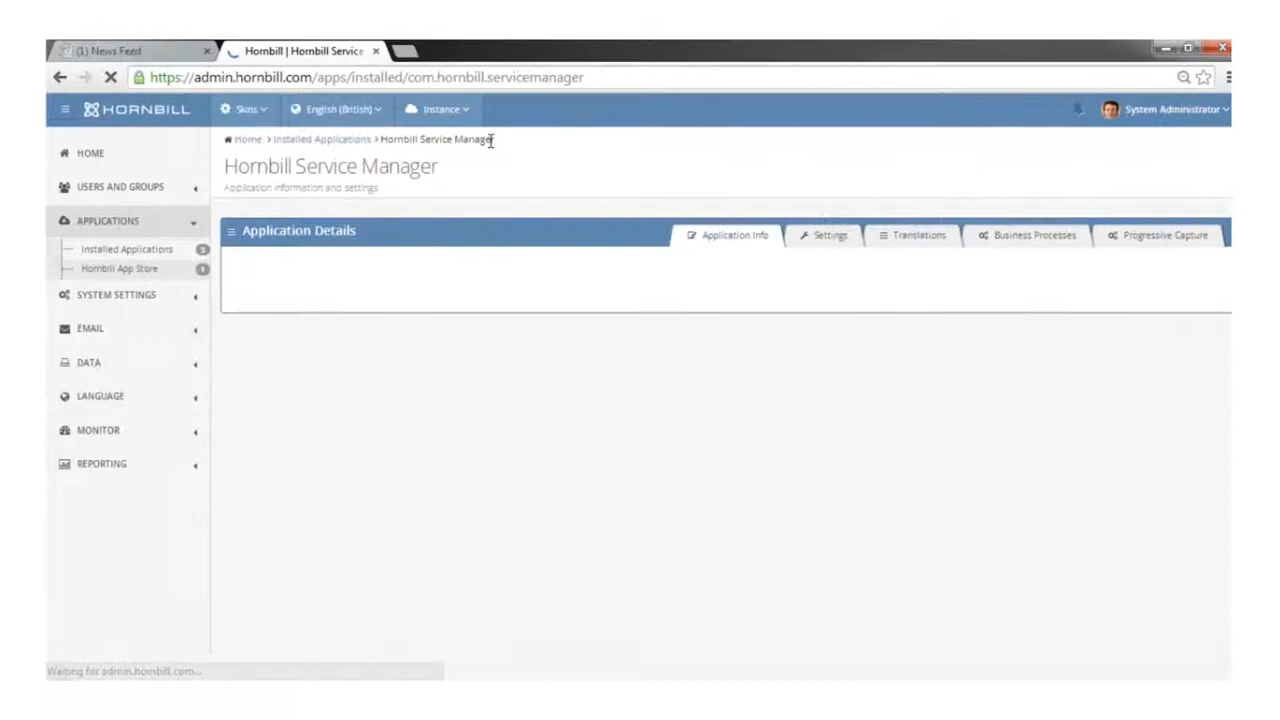 (1) News Feed
Hornbill | Hornbill Service
https://admin.hornbill.com/apps/installed/com.hornbill.servicemanager
HORNBILL
Skins
English (British)
Instance
System Administrator
Home > Installed Applications > Hornbill Service Manager
Hornbill Service Manager
Application information and settings
HOME
USERS AND GROUPS
APPLICATIONS
Installed Applications
Hornbill App Store
SYSTEM SETTINGS
EMAIL
DATA
LANGUAGE
MONITOR
REPORTING
Application Details
Application Info
Settings
Translations
Business Processes
Progressive Capture
Waiting for admin.hornbill.com...